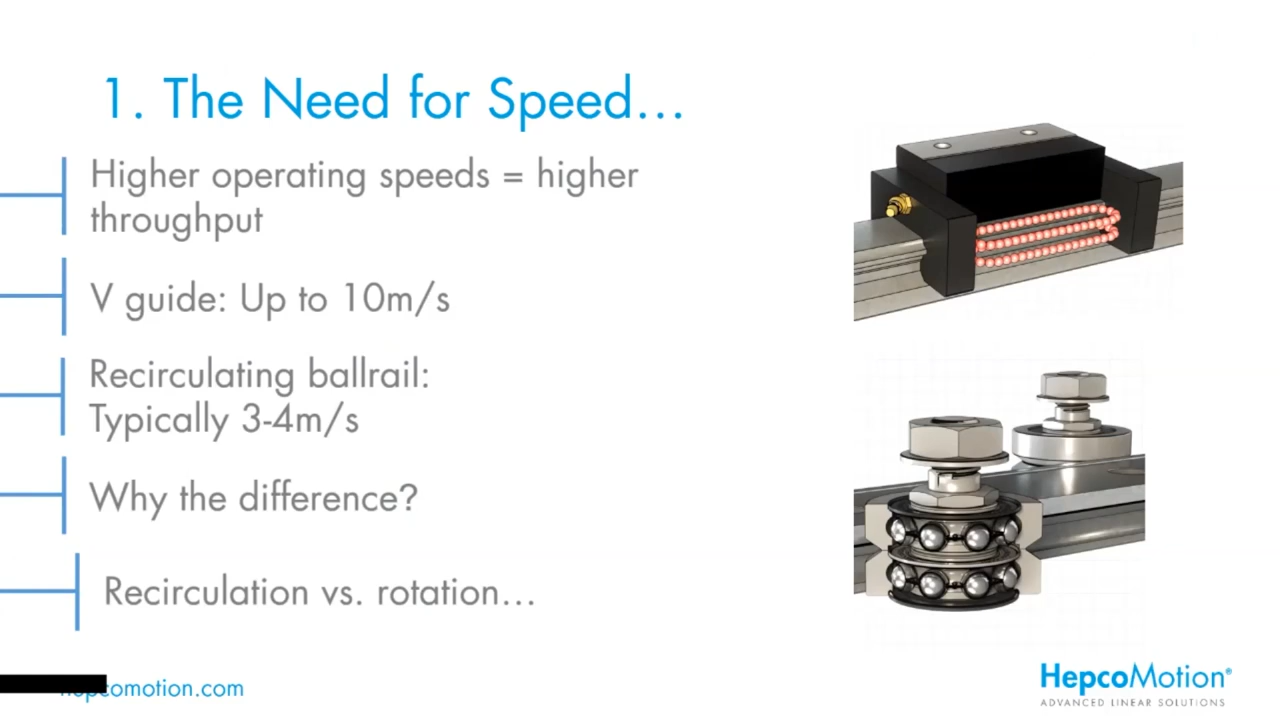 1. The Need for Speed...
Higher operating speeds = higher
throughput
V guide: Up to 10m/s
Recirculating ballrail:
Typically 3-4m/s
Why the difference?
Recirculation vs. rotation...
hepcomotion.com
HepcoMotion®
ADVANCED LINEAR SOLUTIONS